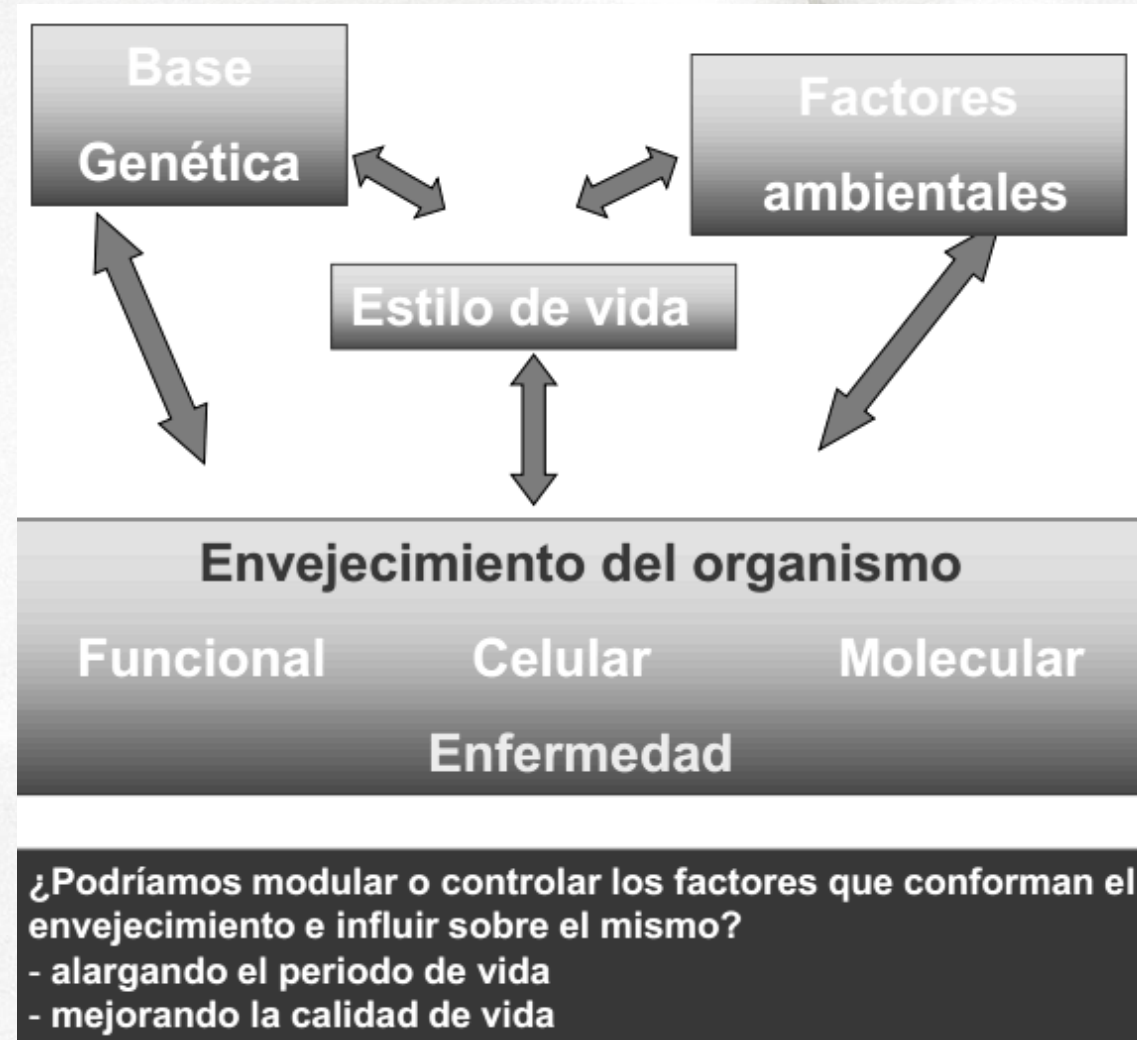 Base
Genética
Factores
ambientales
Estilo de vida
Envejecimiento del organismo
Funcional Celular Molecular
Enfermedad
¿Podríamos modular o controlar los factores que conforman el
envejecimiento e influir sobre el mismo?
- alargando el periodo de vida
- mejorando la calidad de vida